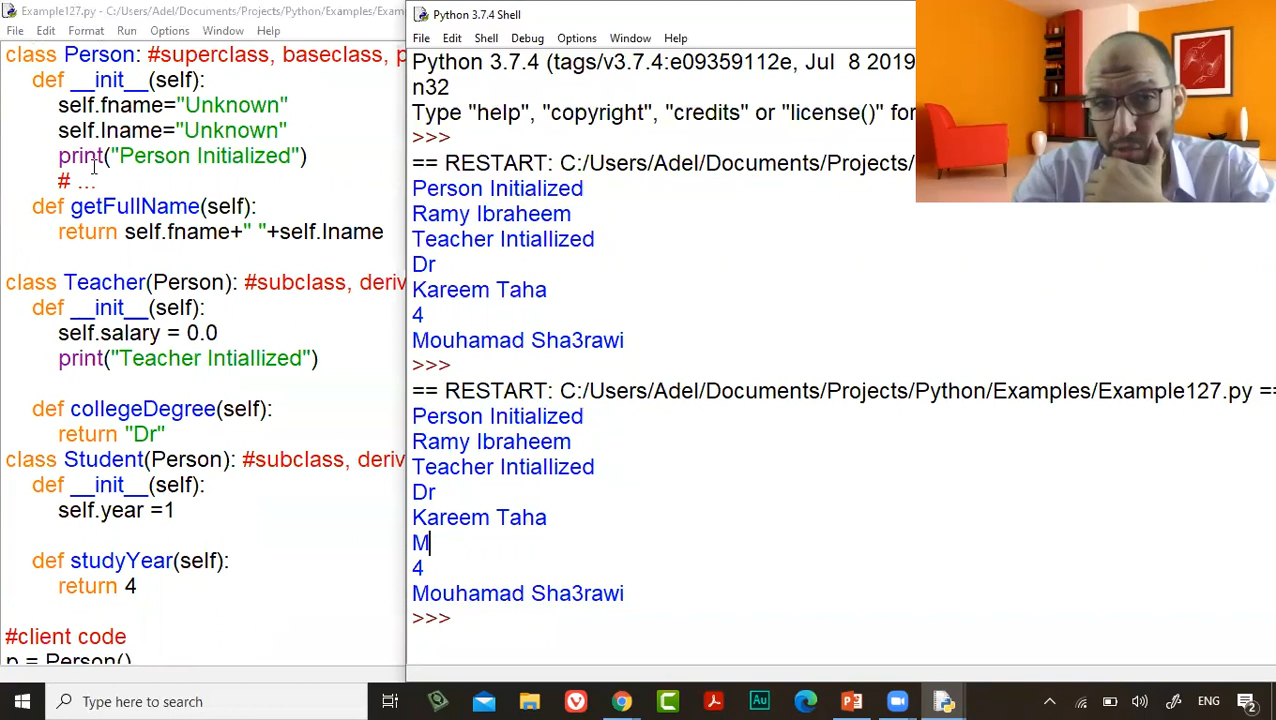 Example127.py - C:/Users/Adel/Documents/Projects/Python/Examples/Exam
File Edit Format Run Options Window Help
class Person: #superclass, baseclass, p
def __init__(self):
self.fname="Unknown"
self.lname="Unknown"
print("Person Initialized")
# ...
def getFullName(self):
return self.fname+" "+self.lname
class Teacher(Person): #subclass, deriv
def __init__(self):
self.salary = 0.0
print("Teacher Intiallized")
def collegeDegree(self):
return "Dr"
class Student(Person): #subclass, deriv
def __init__(self):
self.year =1
def studyYear(self):
return 4
#client code
p = Person()
Python 3.7.4 Shell
File Edit Shell Debug Options Window Help
Python 3.7.4 (tags/v3.7.4:e09359112e, Jul 8 2019
n32
Type "help", "copyright", "credits" or "license()" for
>>>
== RESTART: C:/Users/Adel/Documents/Projects/
Person Initialized
Ramy Ibraheem
Teacher Intiallized
Dr
Kareem Taha
4
Mouhamad Sha3rawi
>>>
== RESTART: C:/Users/Adel/Documents/Projects/Python/Examples/Example127.py ==
Person Initialized
Ramy Ibraheem
Teacher Intiallized
Dr
Kareem Taha
M
4
Mouhamad Sha3rawi
>>>
Type here to search
Au
ENG
2